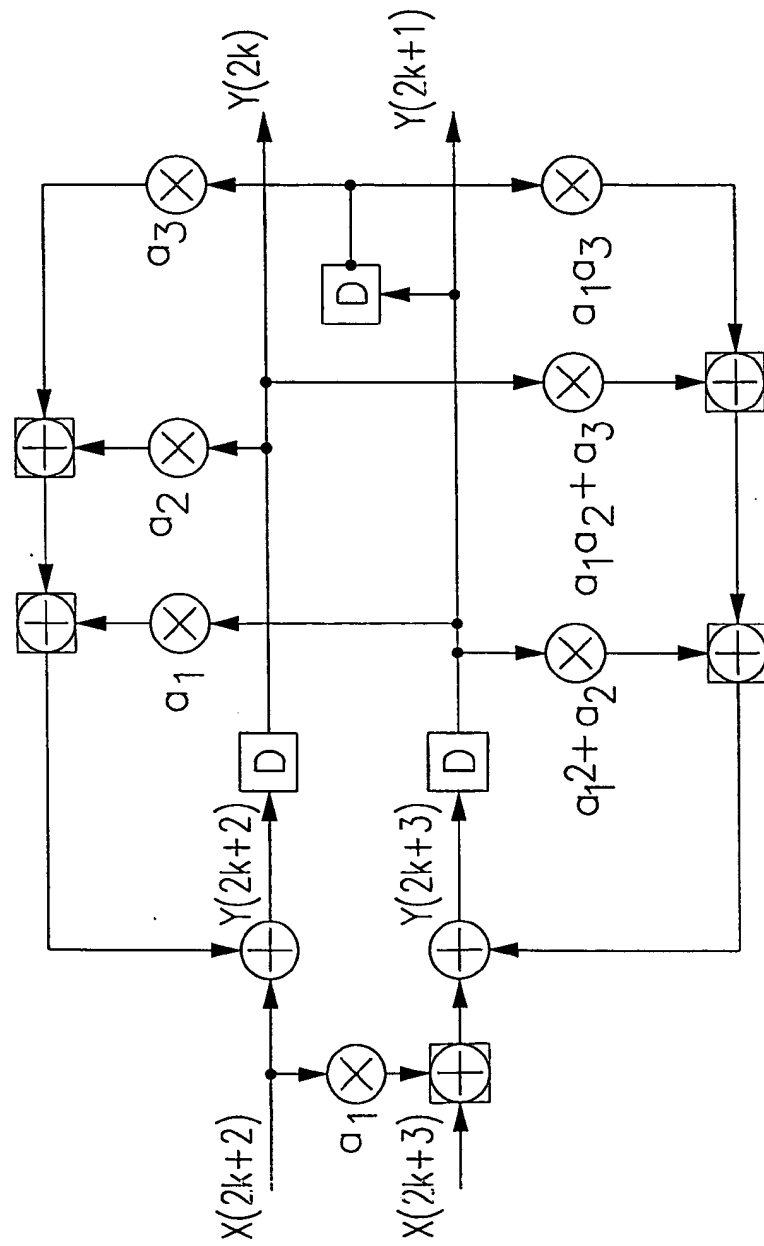 a3
Y(2k)
a2
a1
D
D
Y(2k+1)
Y(2k+2)
X(2k+2)
a1
D
Y(2k+3)
X(2k+3)
a1a3
a1a2+a3
a12+a2